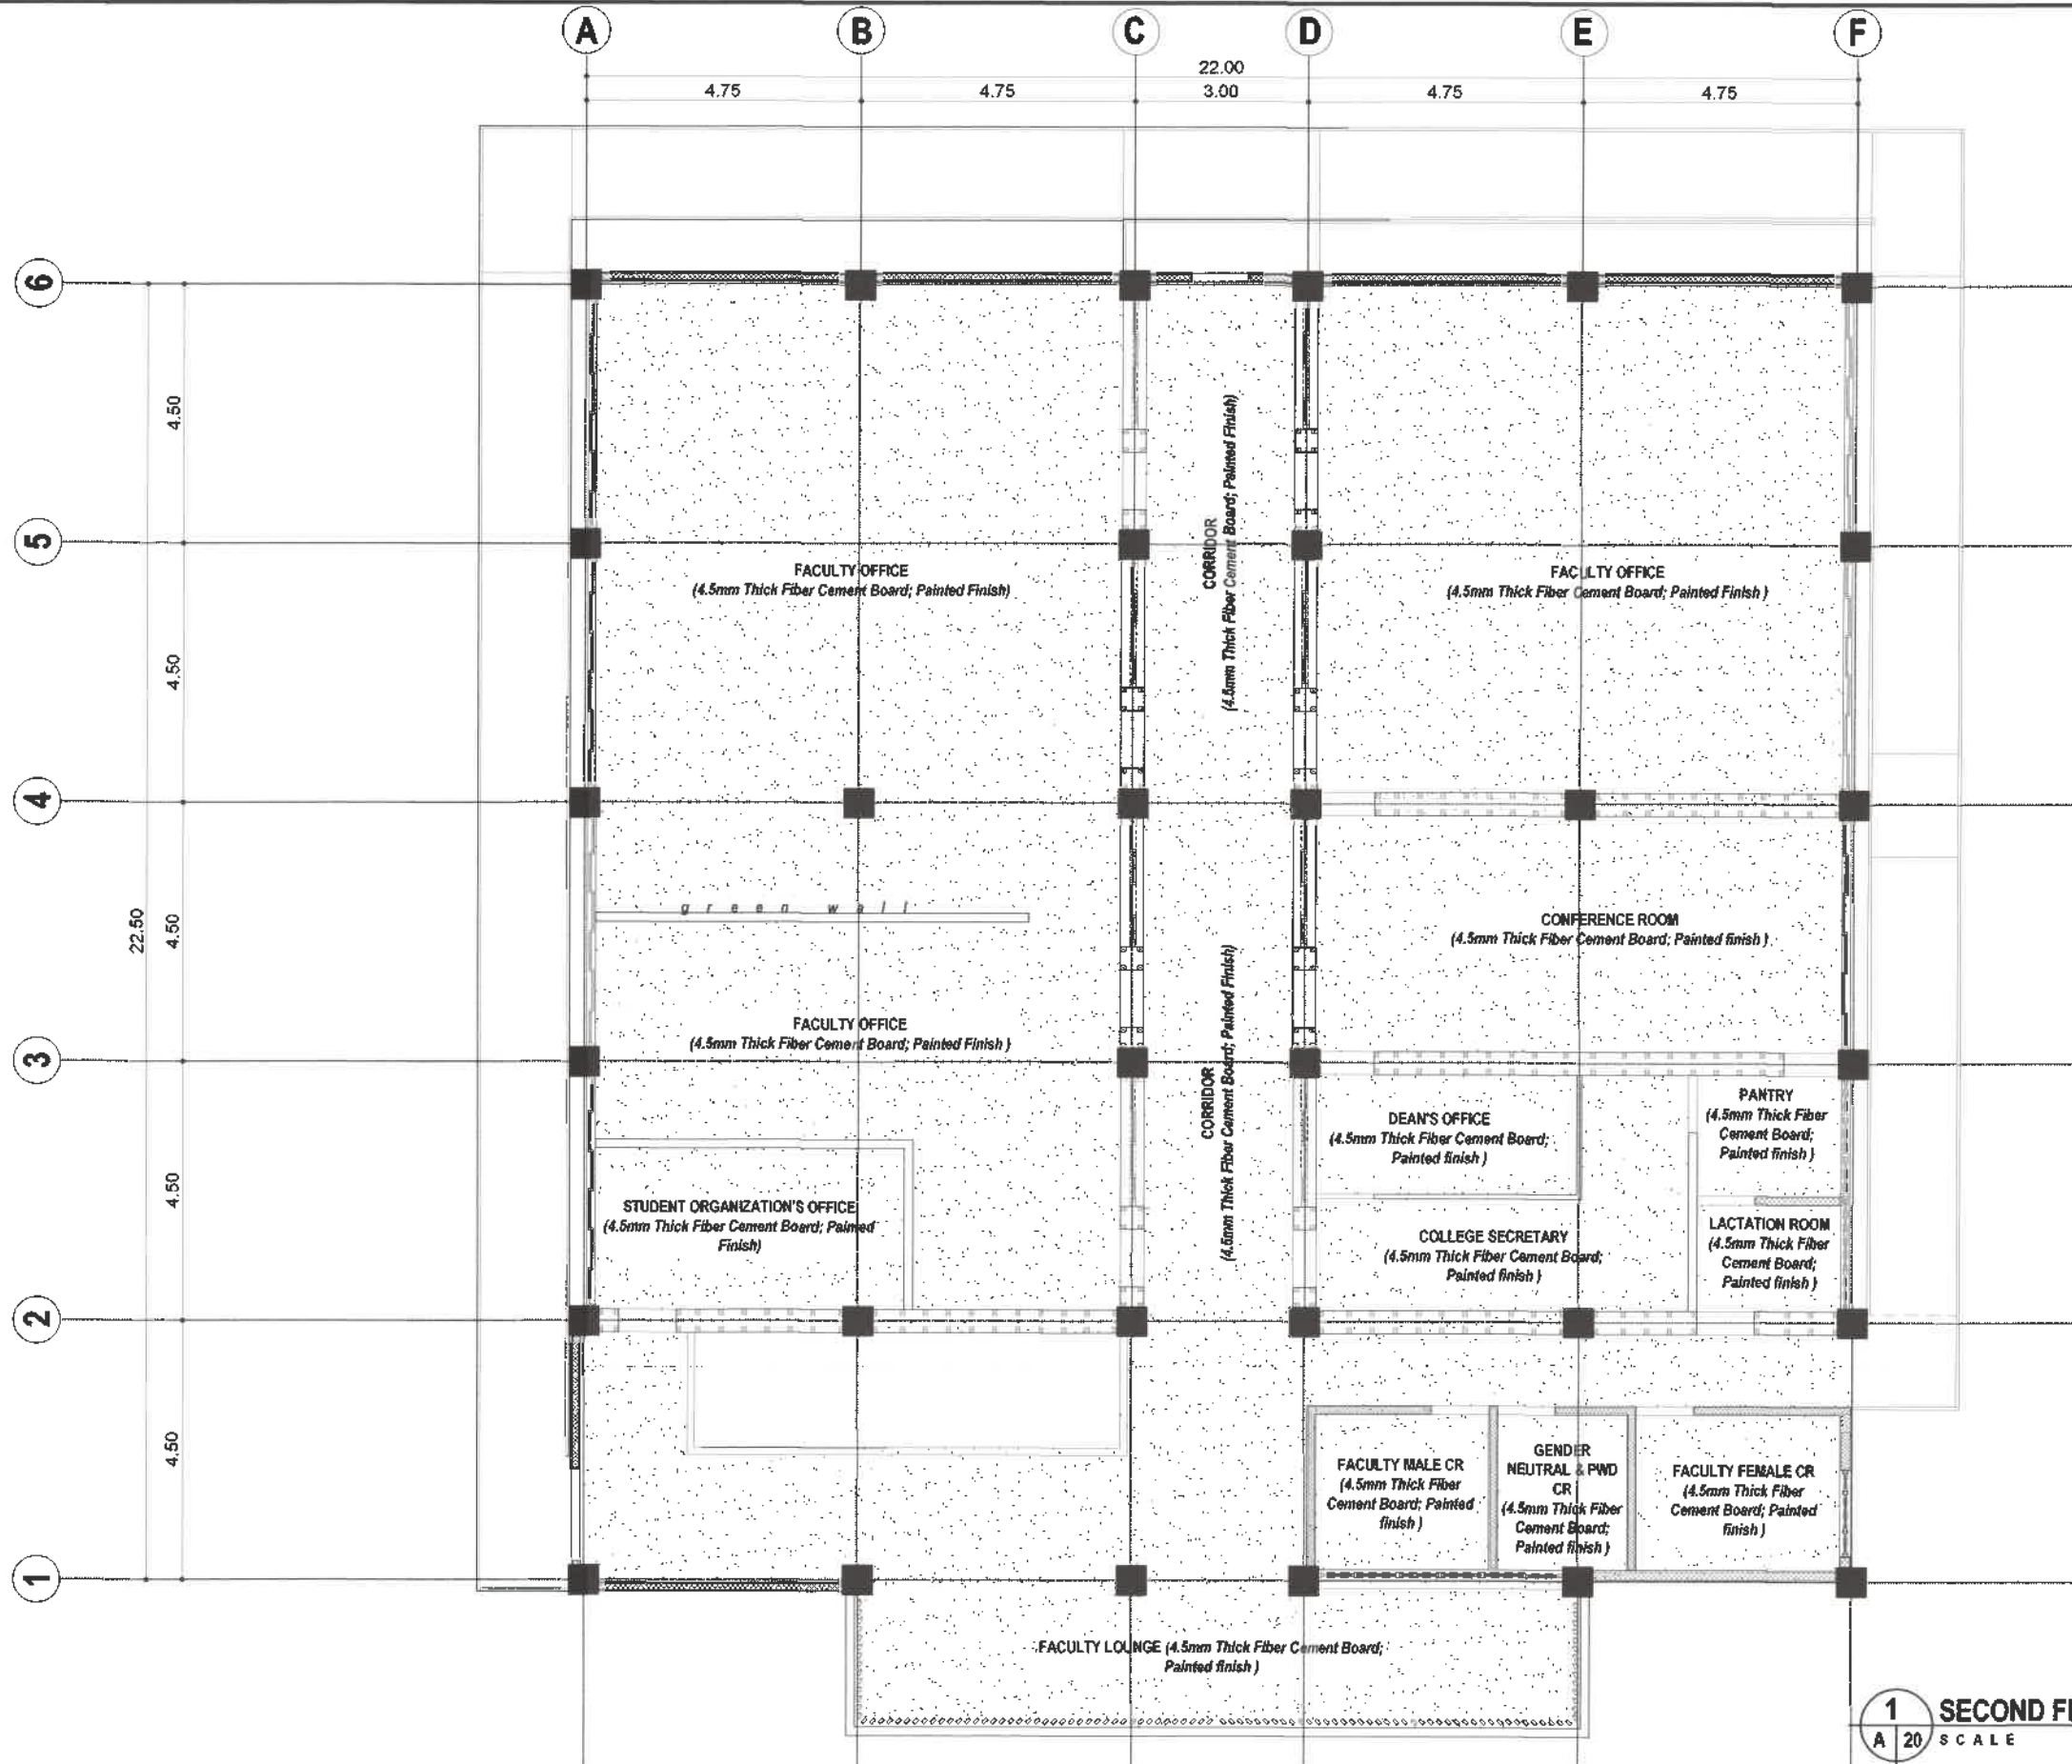 A B C D E F
22.00
4.75 4.75 3.00 4.75 4.75
6
4.50
5
CORRIDOR
(4.5mm Thick Fiber Cement Board; Painted Finish)
FACULTY OFFICE
(4.5mm Thick Fiber Cement Board; Painted Finish)
FACULTY OFFICE
(4.5mm Thick Fiber Cement Board; Painted Finish )
4.50
4
green wall
22.50
4.50
CONFERENCE ROOM
(4.5mm Thick Fiber Cement Board; Painted finish )
FACULTY OFFICE
(4.5mm Thick Fiber Cement Board; Painted Finish )
3
CORRIDOR
(4.5mm Thick Fiber Cement Board; Painted Finish)
DEAN'S OFFICE
(4.5mm Thick Fiber Cement Board;
Painted finish )
PANTRY
(4.5mm Thick Fiber
Cement Board;
Painted finish )
4.50
STUDENT ORGANIZATION'S OFFICE
(4.5mm Thick Fiber Cement Board; Painted
Finish)
COLLEGE SECRETARY
(4.5mm Thick Fiber Cement Board;
Painted finish )
LACTATION ROOM
(4.5mm Thick Fiber
Cement Board;
Painted finish )
2
4.50
FACULTY MALE CR
(4.5mm Thick Fiber
Cement Board; Painted
finish )
GENDER
NEUTRAL & PWD
CR
(4.5mm Thick Fiber
Cement Board;
Painted finish )
FACULTY FEMALE CR
(4.5mm Thick Fiber
Cement Board; Painted
finish )
1
FACULTY LOUNGE (4.5mm Thick Fiber Cement Board;
Painted finish )
1
A 20
SECOND
SCALE